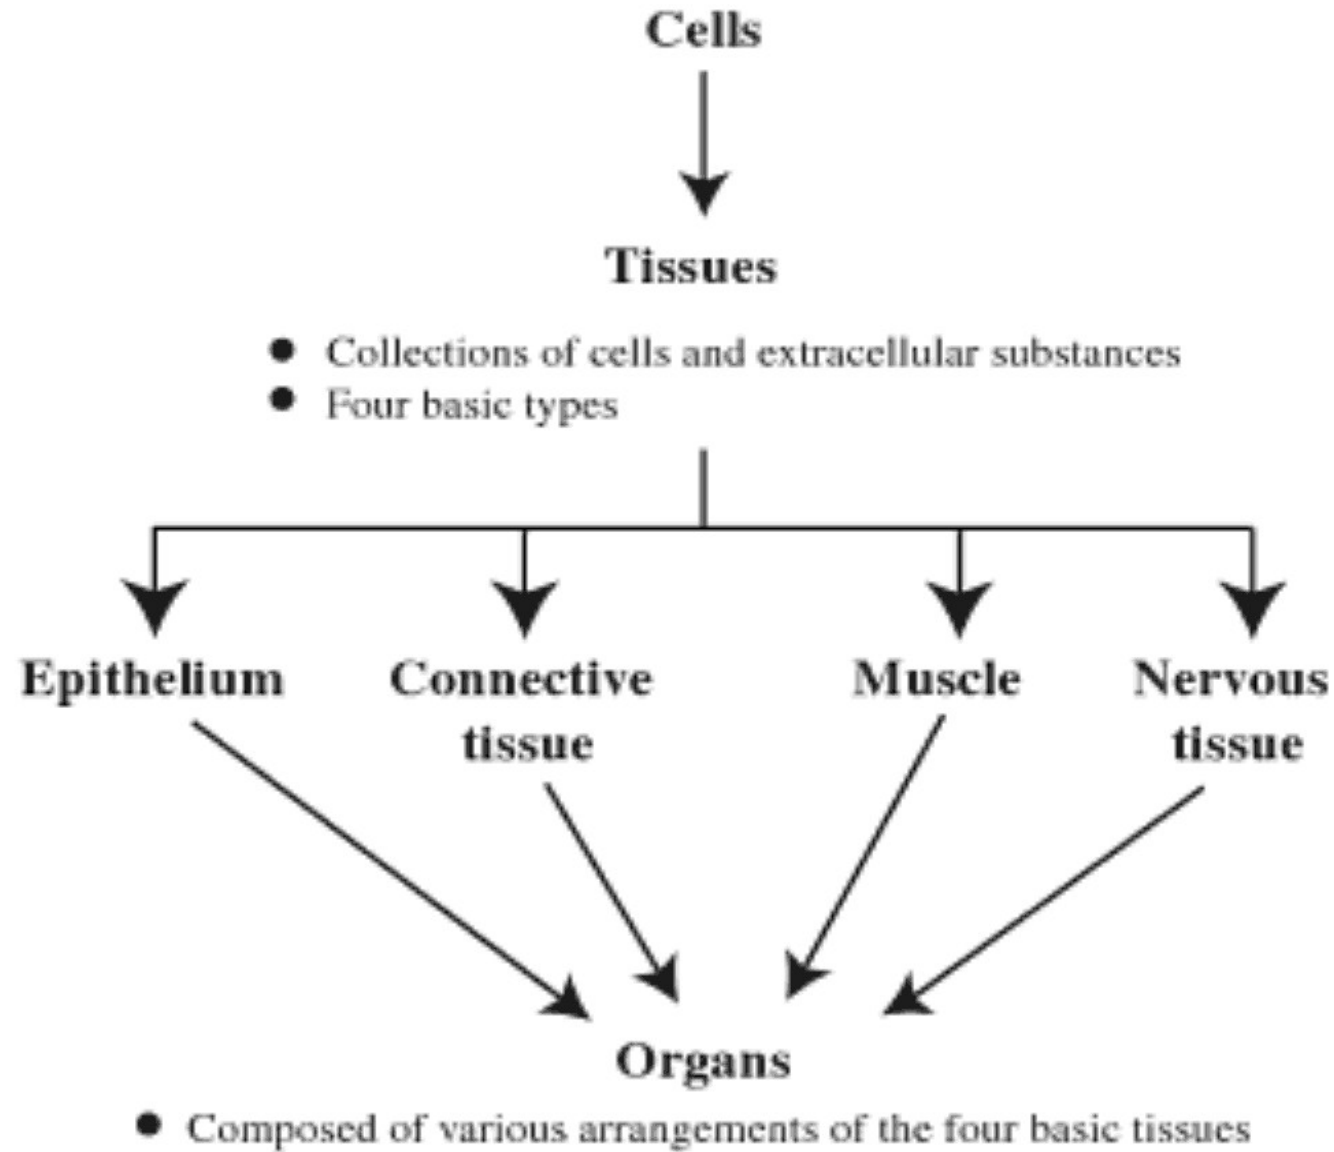 Cells
Tissues
● Collections of cells and extracellular substances
● Four basic types
Epithelium
Connective
tissue
Muscle
Nervous
tissue
Organs
● Composed of various arrangements of the four basic tissues